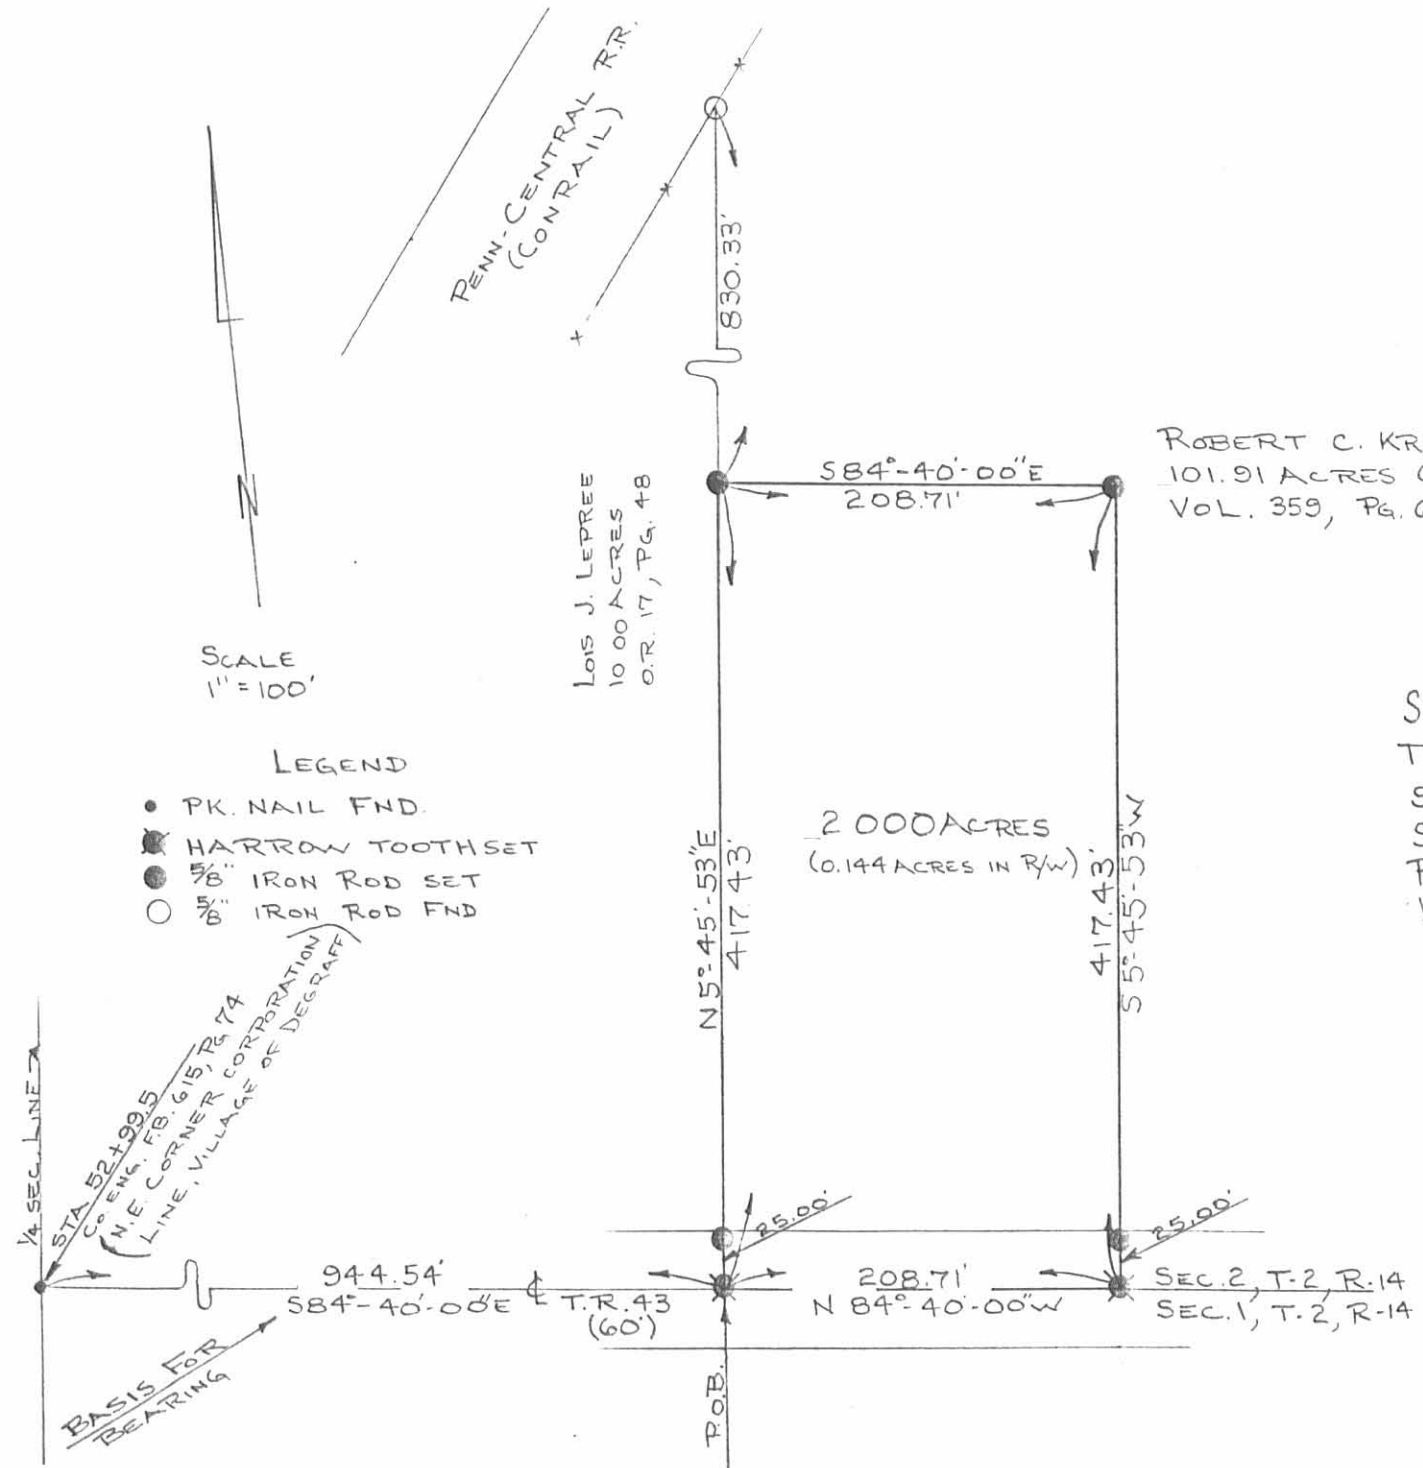 PENN-CENTRAL R.R.
(CONRAIL)
830.33'
ROBERT C. KR
101.91 ACRES
VOL. 359, PG.
S84°-40'-00"E
208.71'
LOIS J. LEPREE
10 00 ACRES
O.R. 17, PG. 48
N
SCALE
1" = 100'
LEGEND
PK. NAIL FND.
HARROW TOOTH SET
5/8" IRON ROD SET
5/8" IRON ROD FND
2 000 ACRES
(0.144 ACRES IN R/W)
N5°-45'-53"E
417.43'
417.43'
S5°-45'-53"W
1/4 SEC. LINE
STA 52+99.5
CO. ENG. F.B. 615, PG 74
(N.E. CORNER CORPORATION
LINE, VILLAGE OF DEGRAFF)
25.00'
25.00'
944.54'
S84°-40'-00"E
T.R. 43
(60')
208.71'
N 84°-40'-00"W
SEC. 2, T-2, R-14
SEC. 1, T-2, R-14
BASIS FOR
BEARING
P.O.B.